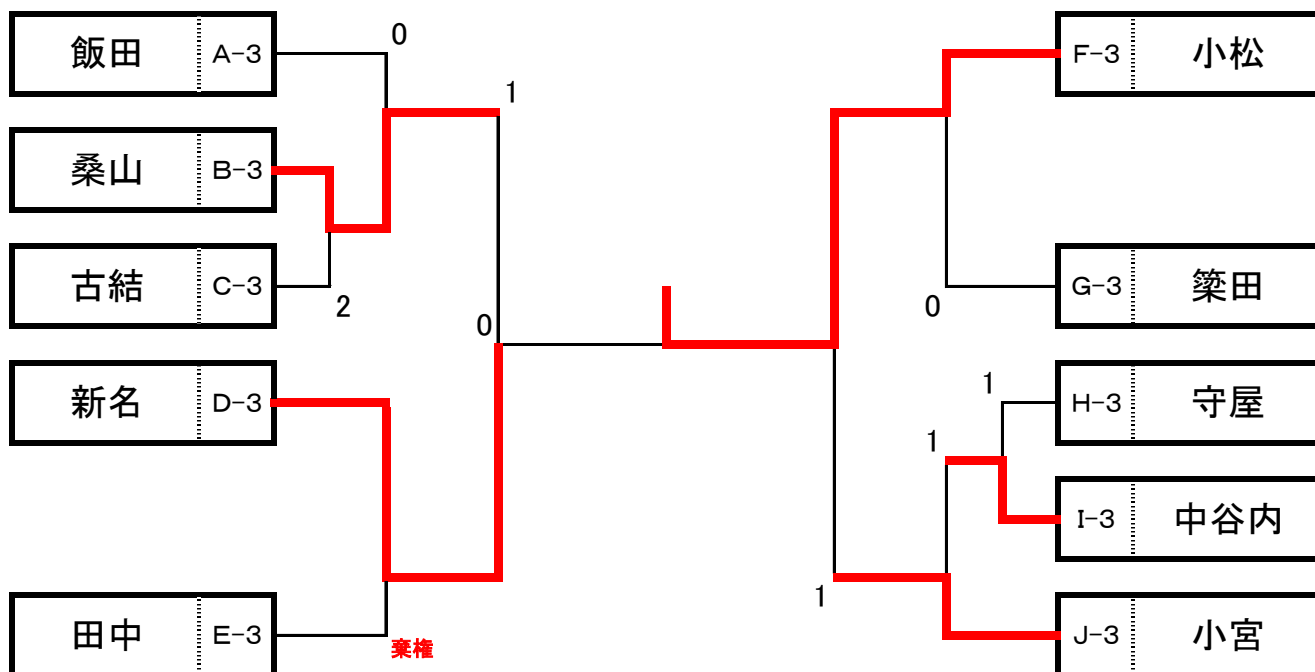 飯田 A-3
0
1
桑山 B-3
古結 C-3
2
0
新名 D-3
田中 E-3
棄権
F-3 小松
G-3 簗田
0
1
H-3 守屋
1
I-3 中谷内
1
J-3 小宮